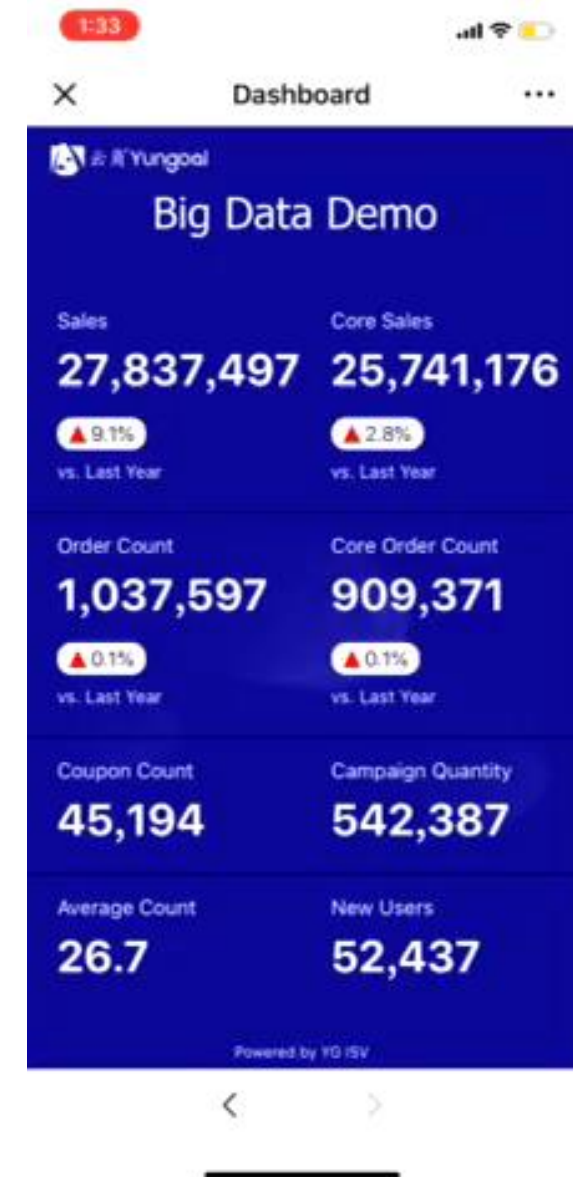 1:33
Dashboard
云盾 Yungoal
Big Data Demo
Sales
Core Sales
27,837,497
25,741,176
▲9.1%
▲2.8%
vs. Last Year
vs. Last Year
Order Count
Core Order Count
1,037,597
909,371
▲0.1%
▲0.1%
vs. Last Year
vs. Last Year
Coupon Count
Campaign Quantity
45,194
542,387
Average Count
New Users
26.7
52,437
Powered by YG ISV